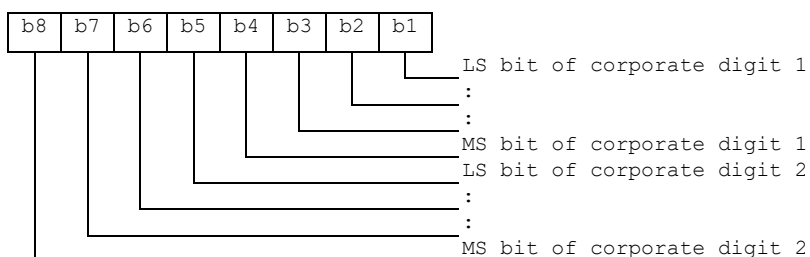 b8 b7 b6 b5 b4 b3 b2 b1
LS bit of corporate digit 1
:
:
MS bit of corporate digit 1
LS bit of corporate digit 2
:
:
MS bit of corporate digit 2